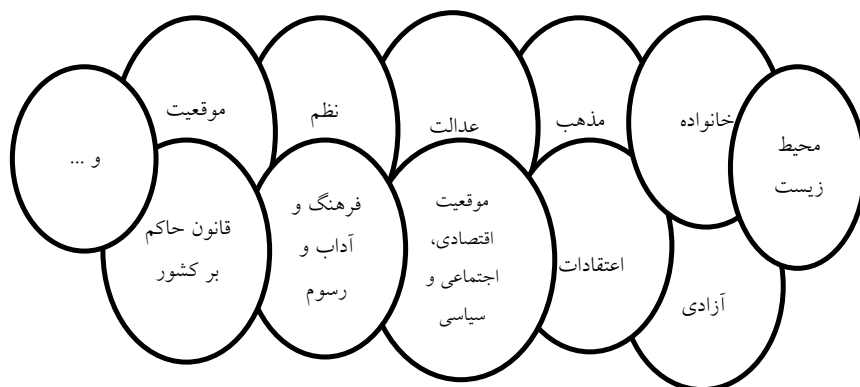 محیط
زیست
خانواده
مذهب
عدالت
نظم
موقعیت
و ...
آزادی
اعتقادات
موقعیت
اقتصادی،
اجتماعی و
سیاسی
فرهنگ و
آداب و
رسوم
قانون حاکم
بر کشور